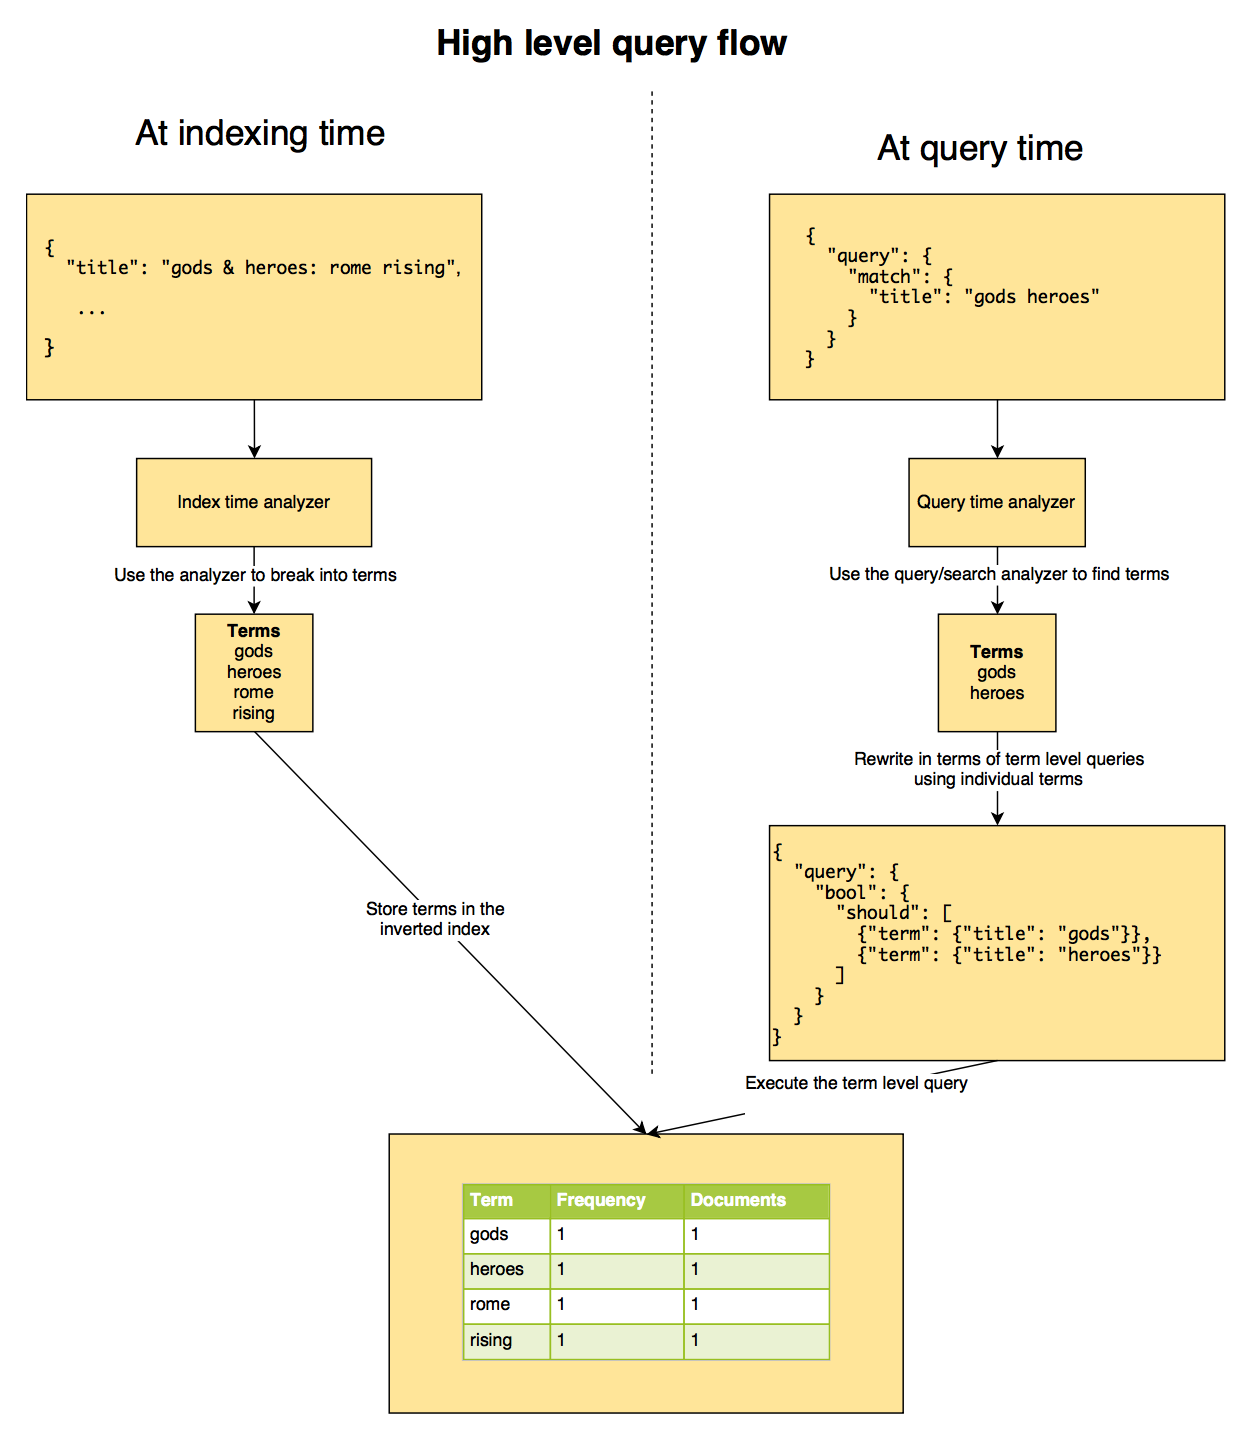 High level query flow
At indexing time
{
"title": "gods & heroes: rome rising",
...
}
Index time analyzer
Use the analyzer to break into terms
Terms
gods
heroes
rome
rising
Store terms in the
inverted index
At query time
{
"query": {
"match": {
"title": "gods heroes"
}
}
}
Query time analyzer
Use the query/search analyzer to find terms
Terms
gods
heroes
Rewrite in terms of term level queries
using individual terms
{
"query": {
"bool": {
"should": [
{"term": {"title": "gods"}},
{"term": {"title": "heroes"}}
]
}
}
}
Execute the term level query
Term Frequency Documents
gods 1 1
heroes 1 1
rome 1 1
rising 1 1